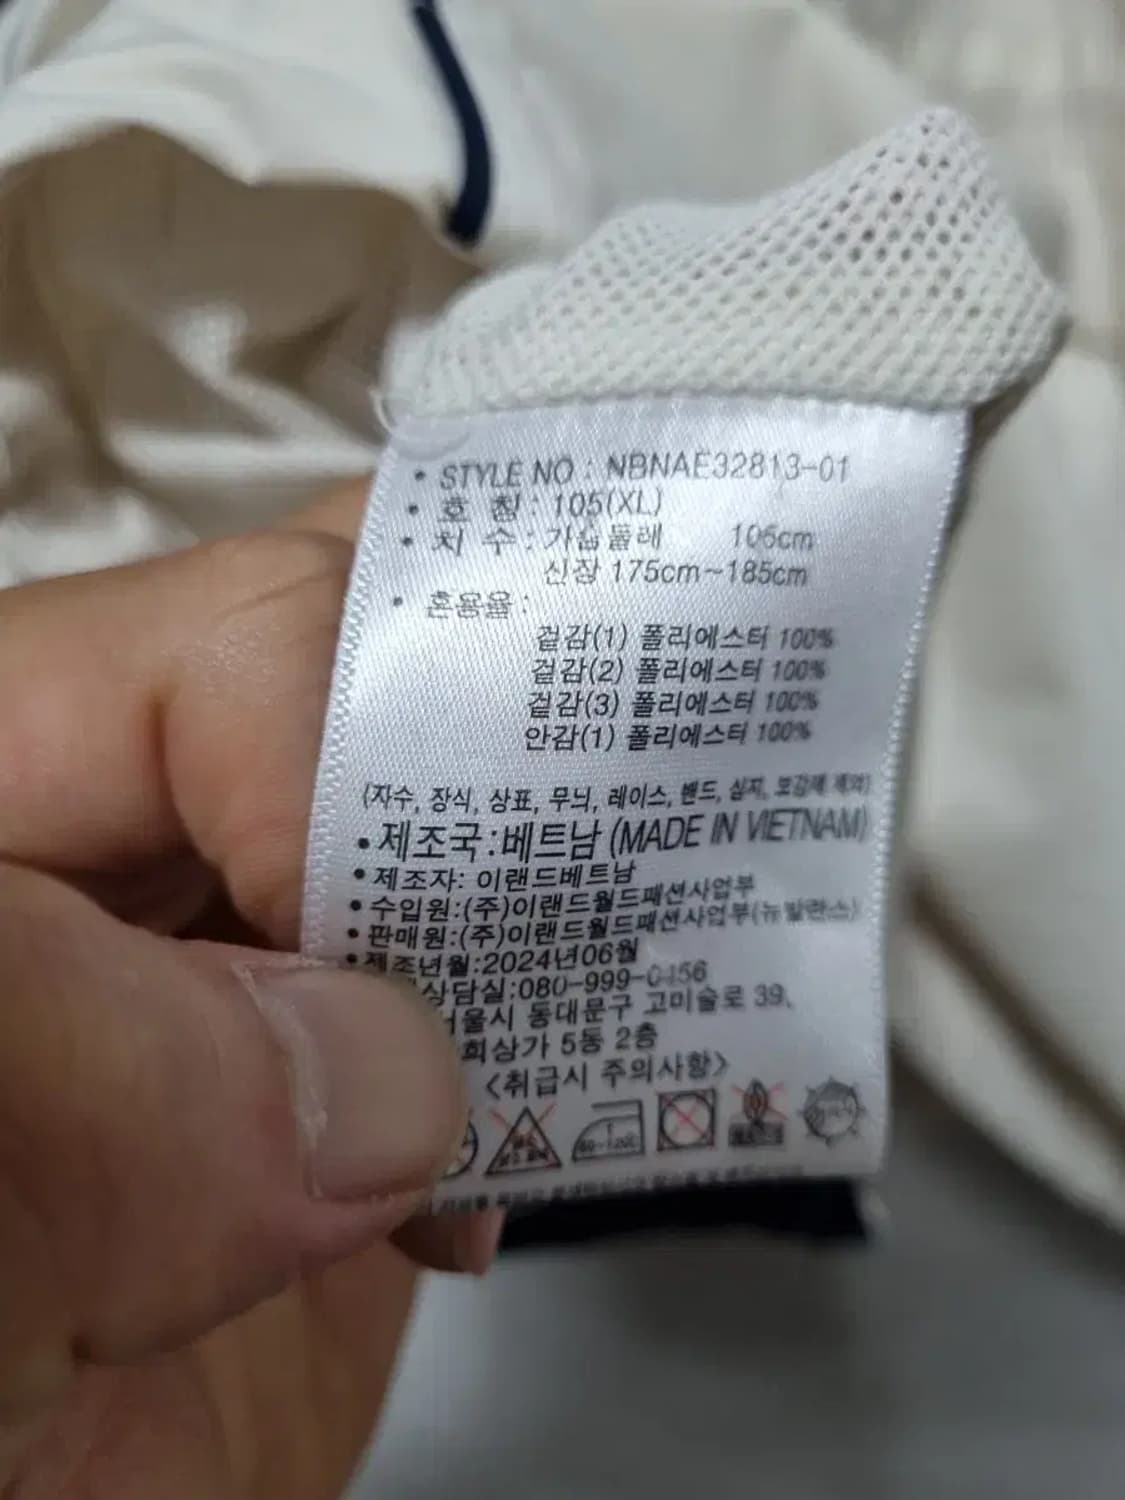 • STYLE NO : NBNAE32813-01
• 호 칭 : 105(XL)
• 치 수 : 가슴둘레 106cm
신장 175cm~185cm
• 혼용율 :
겉감(1) 폴리에스터 100%
겉감(2) 폴리에스터 100%
겉감(3) 폴리에스터 100%
안감(1) 폴리에스터 100%
(자수, 장식, 상표, 무늬, 레이스, 밴드, 심지, 보강제 제외)
• 제조국:베트남 (MADE IN VIETNAM)
• 제조자: 이랜드베트남
• 수입원:(주)이랜드월드패션사업부
• 판매원:(주)이랜드월드패션사업부(뉴발란스)
• 제조년월:2024년06월
상담실:080-999-0456
서울시 동대문구 고미술로 39,
희상가 5동 2층
<취급시 주의사항>